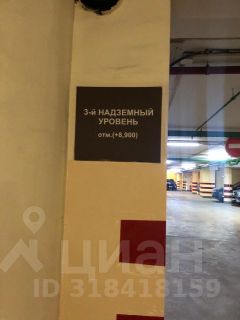 3-й НАДЗЕМНЫЙ
УРОВЕНЬ
отм.(+8,900)
циан
ID 318418159